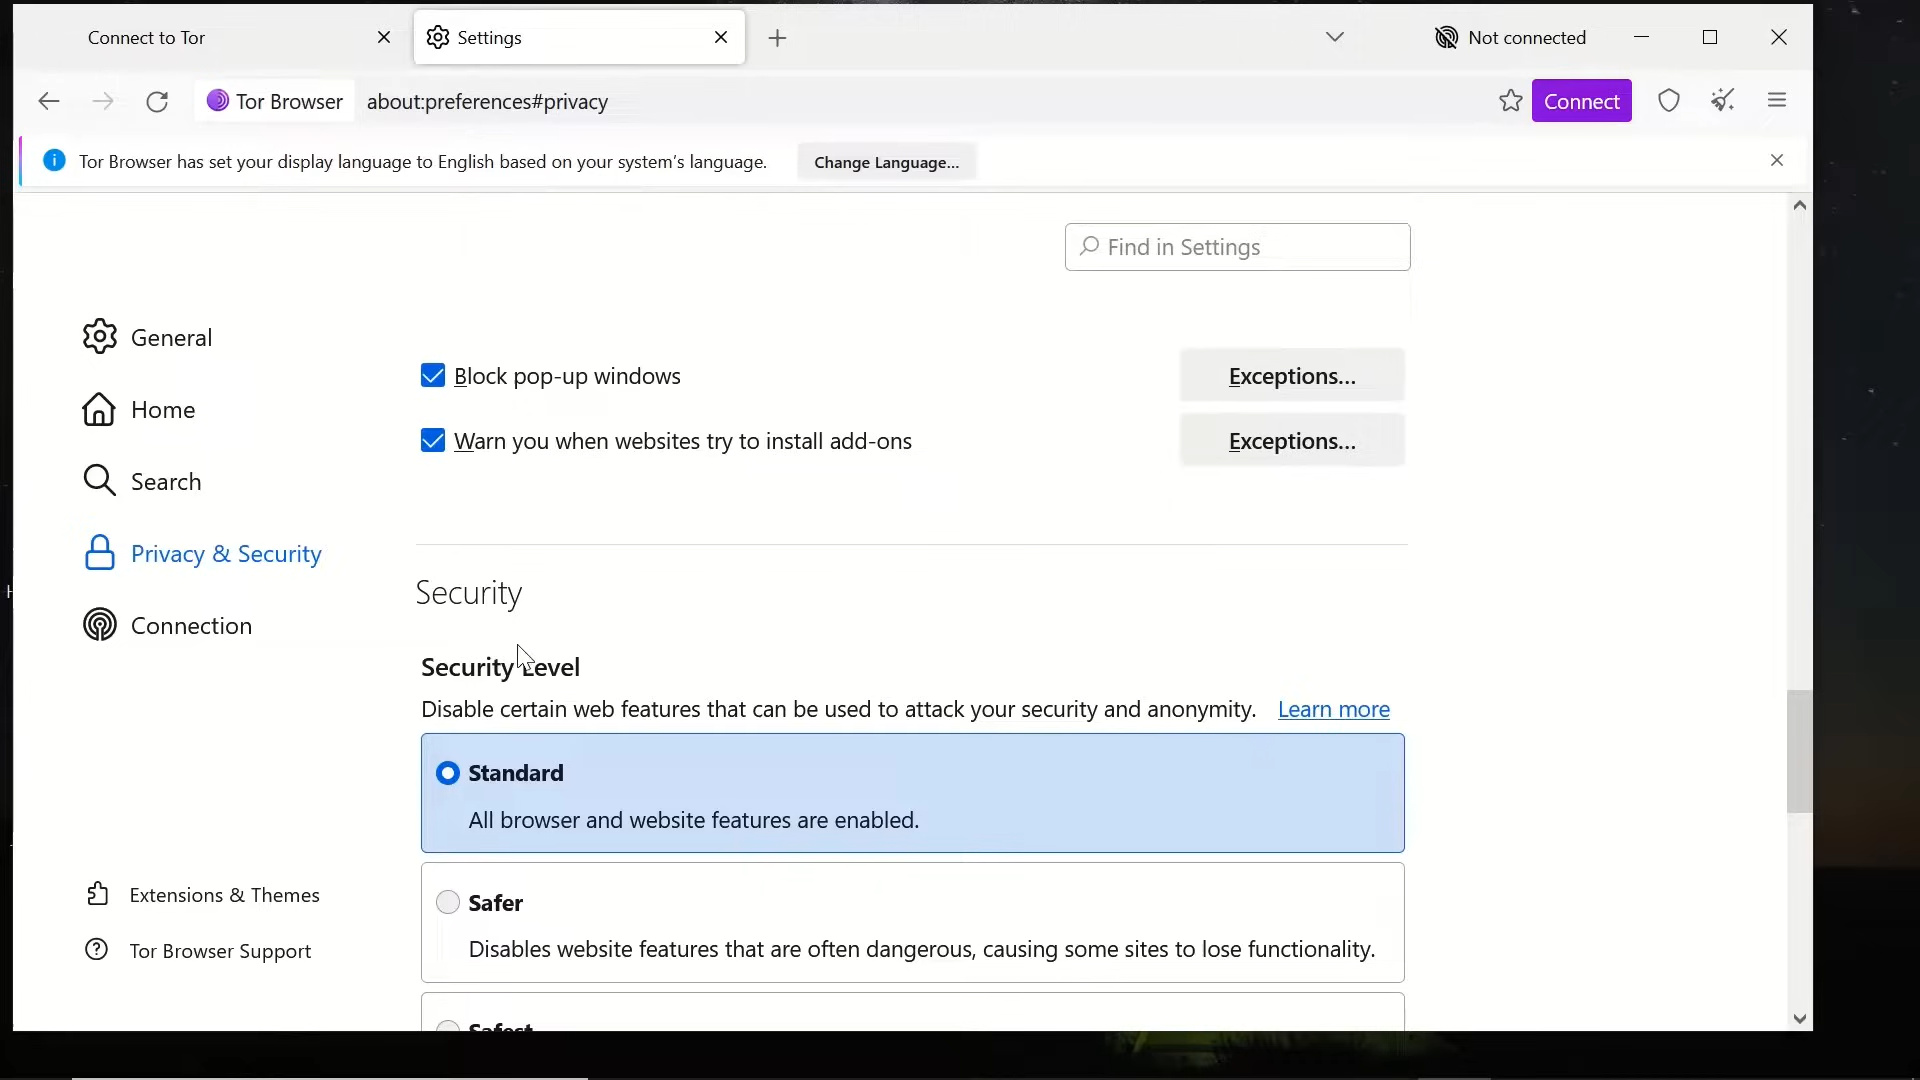 Connect to Tor
Settings
Not connected
Tor Browser
about:preferences#privacy
Connect
Tor Browser has set your display language to English based on your system's language.
Change Language...
Find in Settings
General
Home
Search
Privacy & Security
Connection
Extensions & Themes
Tor Browser Support
Block pop-up windows
Exceptions...
Warn you when websites try to install add-ons
Exceptions...
Security
Security Level
Disable certain web features that can be used to attack your security and anonymity. Learn more
Standard
All browser and website features are enabled.
Safer
Disables website features that are often dangerous, causing some sites to lose functionality.
Safest